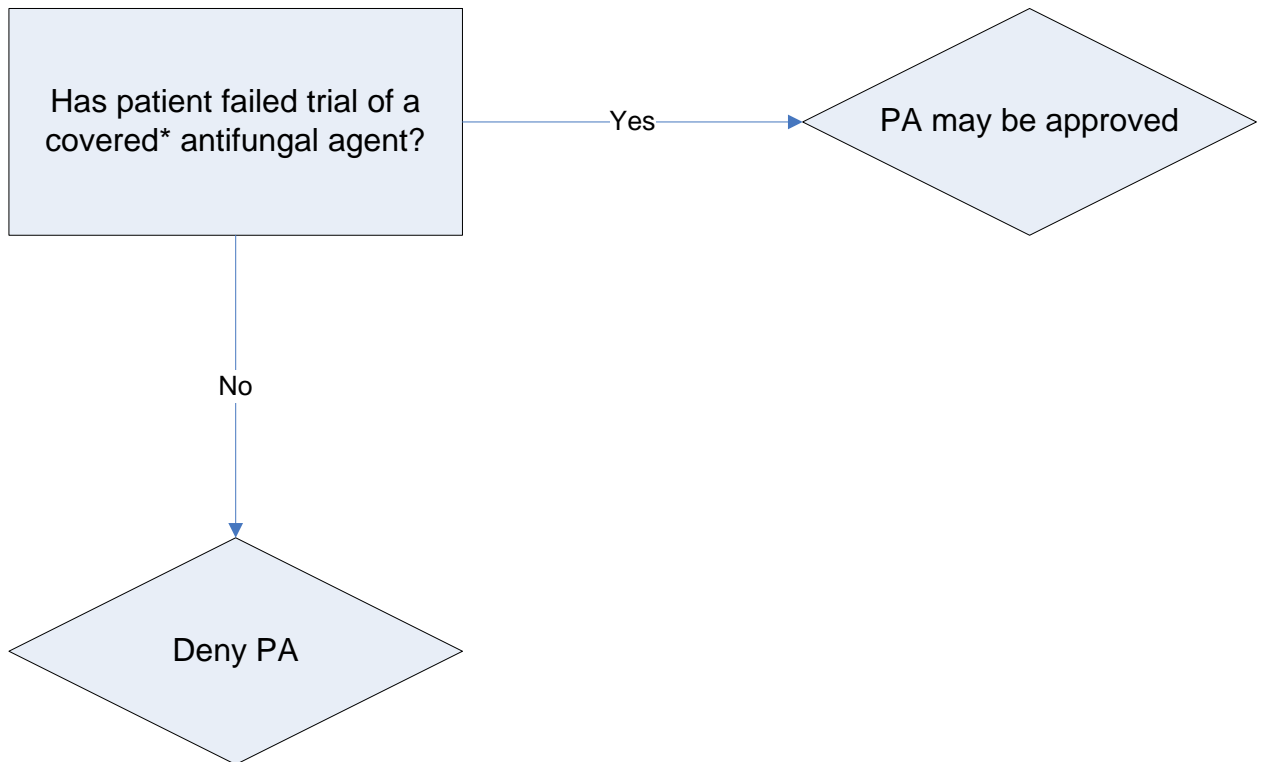 Has patient failed trial of a
covered* antifungal agent?
Yes
PA may be approved
No
Deny PA